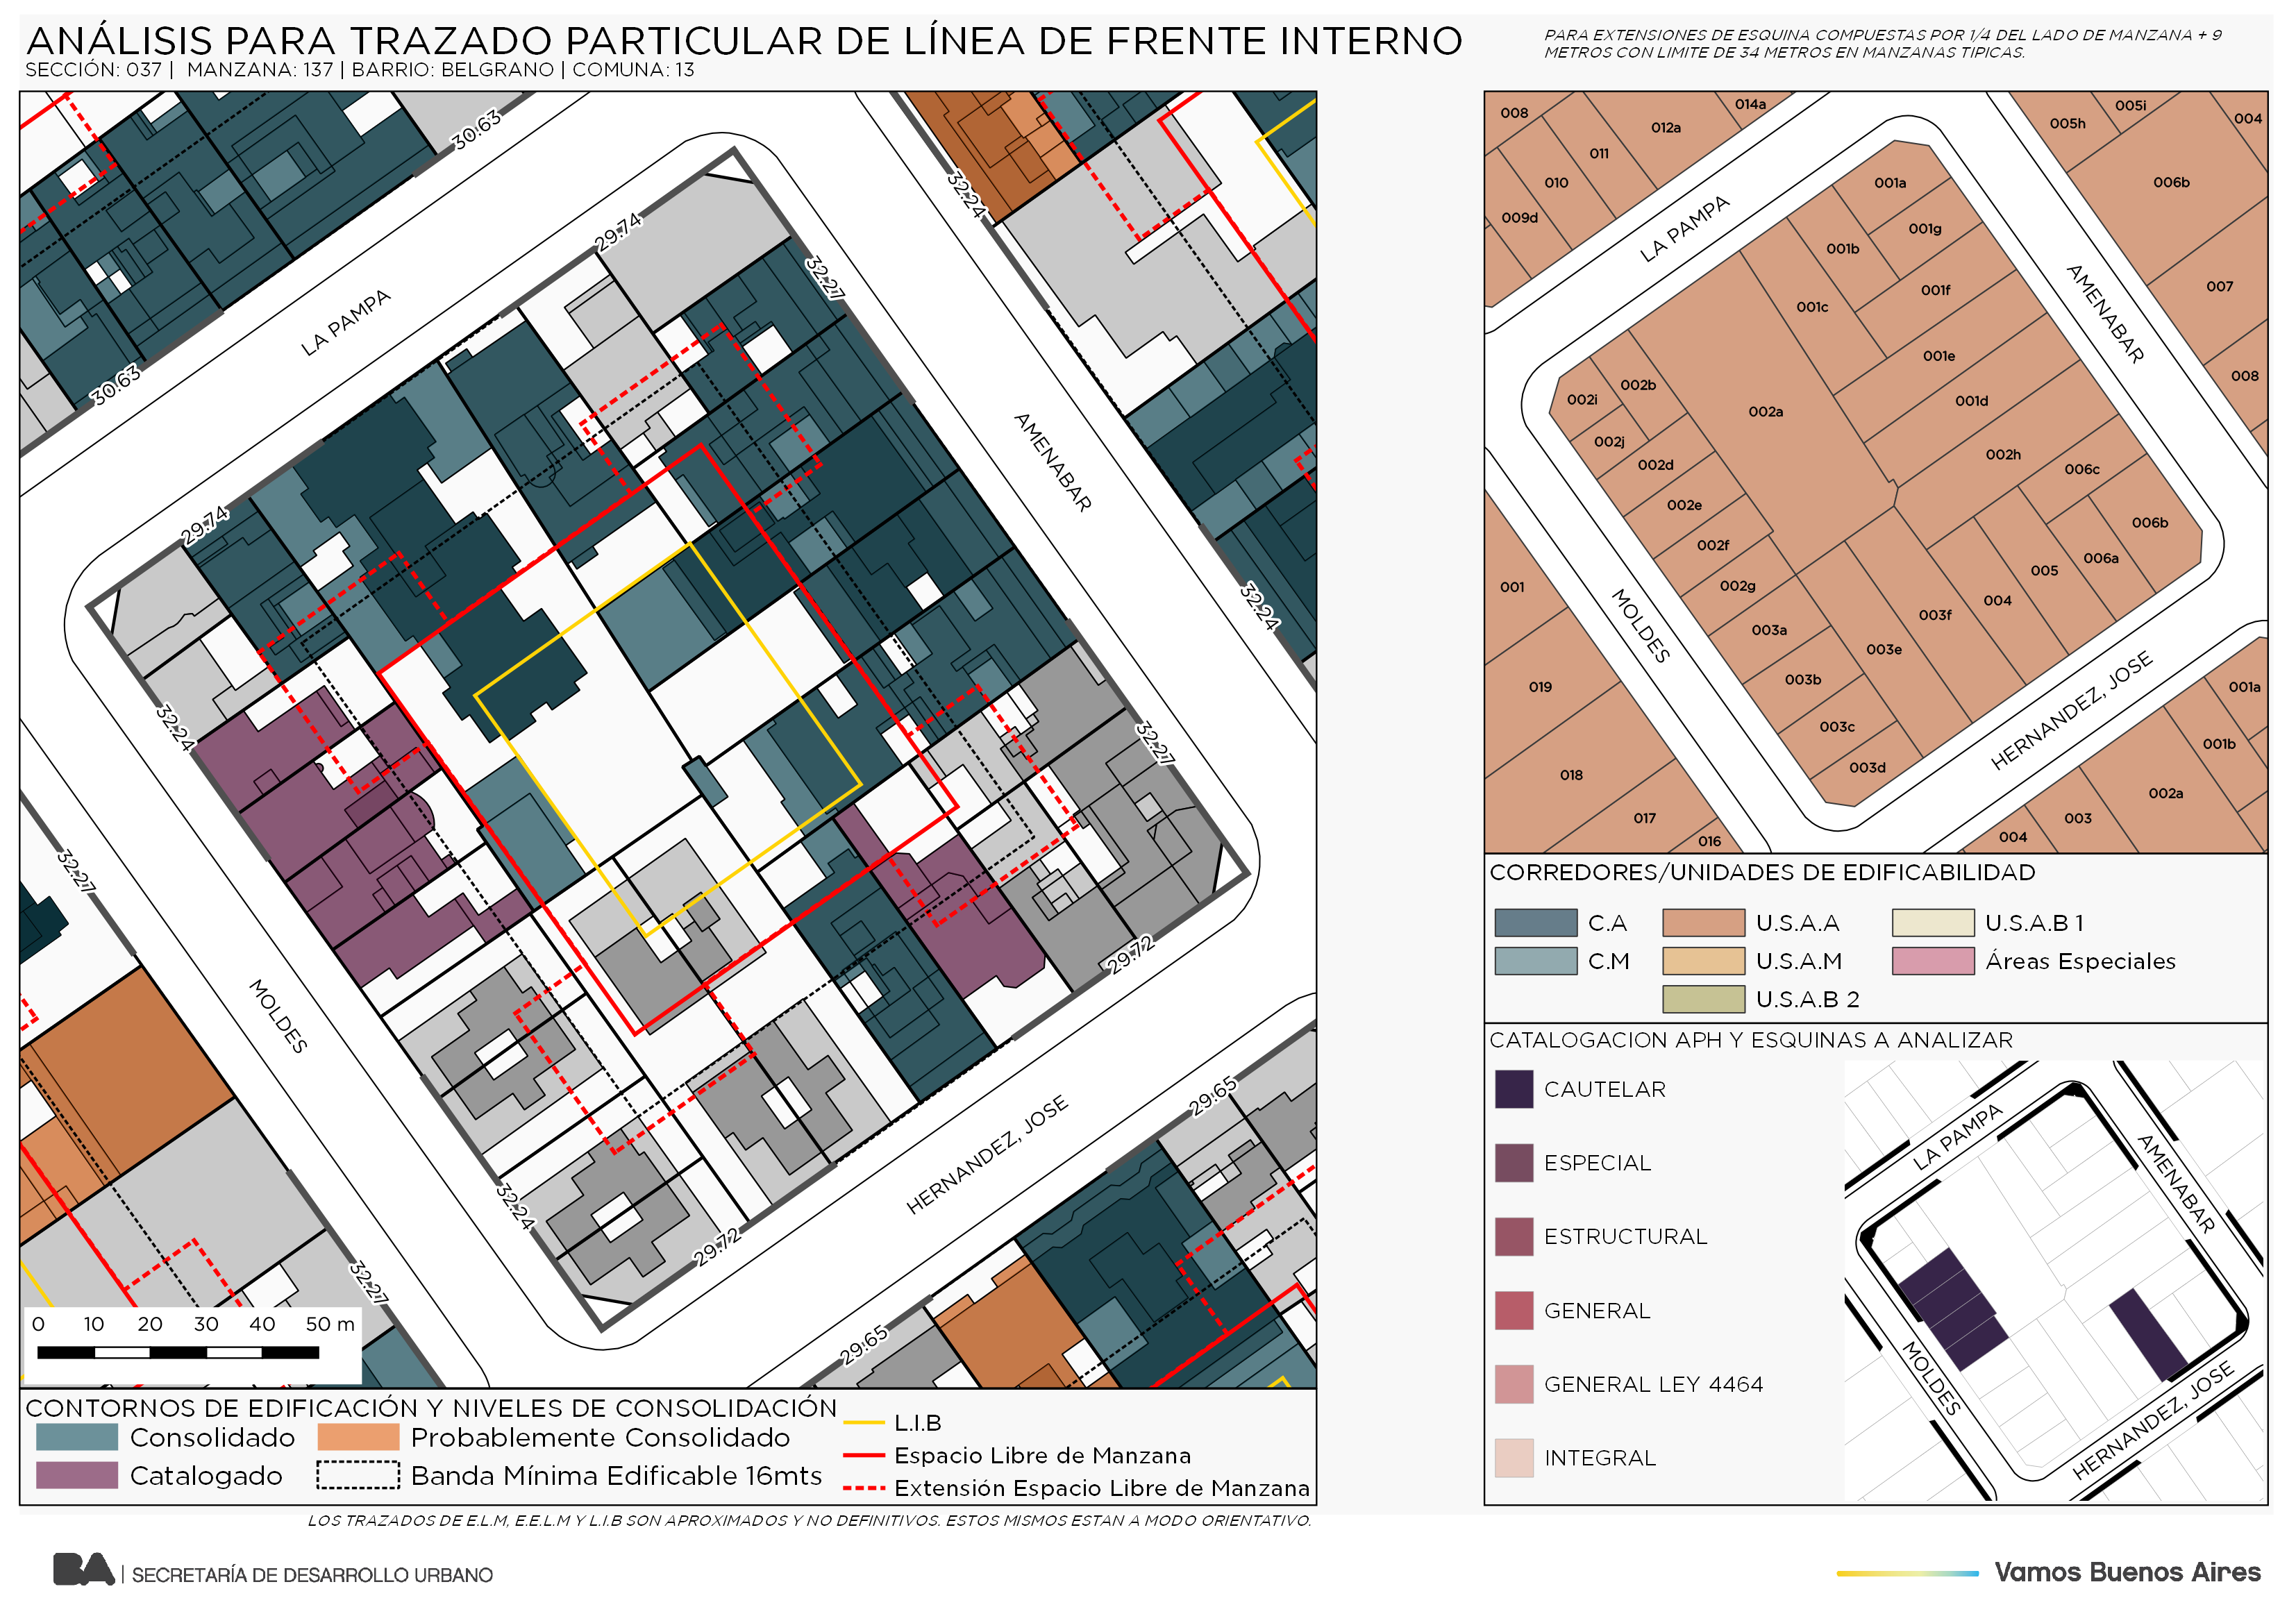 ANÁLISIS PARA TRAZADO PARTICULAR DE LÍNEA DE FRENTE INTERNO
SECCIÓN: 037 | MANZANA: 137 | BARRIO: BELGRANO | COMUNA: 13
PARA EXTENSIONES DE ESQUINA COMPUESTAS POR 1/4 DEL LADO DE MANZANA + 9
METROS CON LIMITE DE 34 METROS EN MANZANAS TIPICAS.
30.63
30.63
LA PAMPA
29.74
29.74
32.24
32.27
AMENABAR
32.24
32.24
32.27
32.27
MOLDES
32.24
29.72
29.72
HERNANDEZ, JOSE
29.65
29.65
32.27
0 10 20 30 40 50 m
CONTORNOS DE EDIFICACIÓN Y NIVELES DE CONSOLIDACIÓN
Consolidado
Probablemente Consolidado
Catalogado
Banda Mínima Edificable 16mts
L.I.B
Espacio Libre de Manzana
Extensión Espacio Libre de Manzana
LOS TRAZADOS DE E.L.M, E.E.L.M Y L.I.B SON APROXIMADOS Y NO DEFINITIVOS. ESTOS MISMOS ESTAN A MODO ORIENTATIVO.
008
014a
012a
011
010
009d
005i
005h
004
006b
007
008
LA PAMPA
AMENABAR
001a
001g
001b
001f
001c
001e
001d
002b
002i
002a
002j
002d
002h
006c
002e
006b
002f
006a
002g
005
004
003f
003a
003e
003b
003c
003d
001
019
018
017
016
MOLDES
HERNANDEZ, JOSE
001a
001b
002a
003
004
CORREDORES/UNIDADES DE EDIFICABILIDAD
C.A
U.S.A.A
U.S.A.B 1
C.M
U.S.A.M
Áreas Especiales
U.S.A.B 2
CATALOGACION APH Y ESQUINAS A ANALIZAR
CAUTELAR
ESPECIAL
ESTRUCTURAL
GENERAL
GENERAL LEY 4464
INTEGRAL
LA PAMPA
AMENABAR
MOLDES
HERNANDEZ, JOSE
BA | SECRETARÍA DE DESARROLLO URBANO
Vamos Buenos Aires